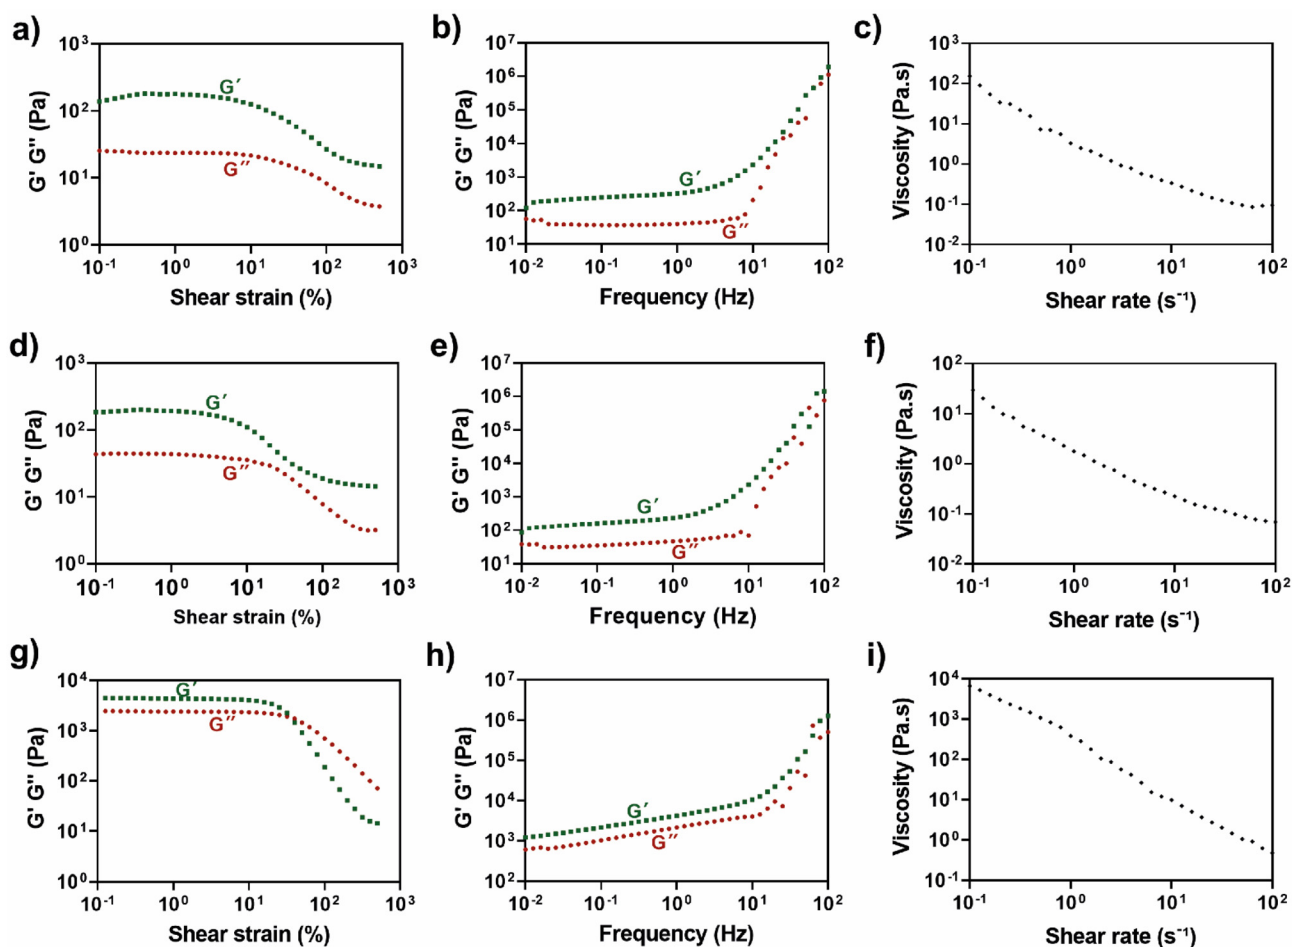 a)
10³
10²
10¹
10⁰
G' G'' (Pa)
G′
G″
10⁻¹ 10⁰ 10¹ 10² 10³
Shear strain (%)
b)
10⁷
10⁶
10⁵
10⁴
10³
10²
10¹
G' G'' (Pa)
G′
G″
10⁻² 10⁻¹ 10⁰ 10¹ 10²
Frequency (Hz)
c)
10³
10²
10¹
10⁰
10⁻¹
10⁻²
Viscosity (Pa.s)
10⁻¹ 10⁰ 10¹ 10²
Shear rate (s⁻¹)
d)
10³
10²
10¹
10⁰
G' G'' (Pa)
G′
G″
10⁻¹ 10⁰ 10¹ 10² 10³
Shear strain (%)
e)
10⁷
10⁶
10⁵
10⁴
10³
10²
10¹
G' G'' (Pa)
G′
G″
10⁻² 10⁻¹ 10⁰ 10¹ 10²
Frequency (Hz)
f)
10²
10¹
10⁰
10⁻¹
10⁻²
Viscosity (Pa.s)
10⁻¹ 10⁰ 10¹ 10²
Shear rate (s⁻¹)
g)
10⁴
10³
10²
10¹
10⁰
G' G'' (Pa)
G′
G″
10⁻¹ 10⁰ 10¹ 10² 10³
Shear strain (%)
h)
10⁷
10⁶
10⁵
10⁴
10³
10²
G' G'' (Pa)
G′
G″
10⁻² 10⁻¹ 10⁰ 10¹ 10²
Frequency (Hz)
i)
10⁴
10³
10²
10¹
10⁰
10⁻¹
Viscosity (Pa.s)
10⁻¹ 10⁰ 10¹ 10²
Shear rate (s⁻¹)